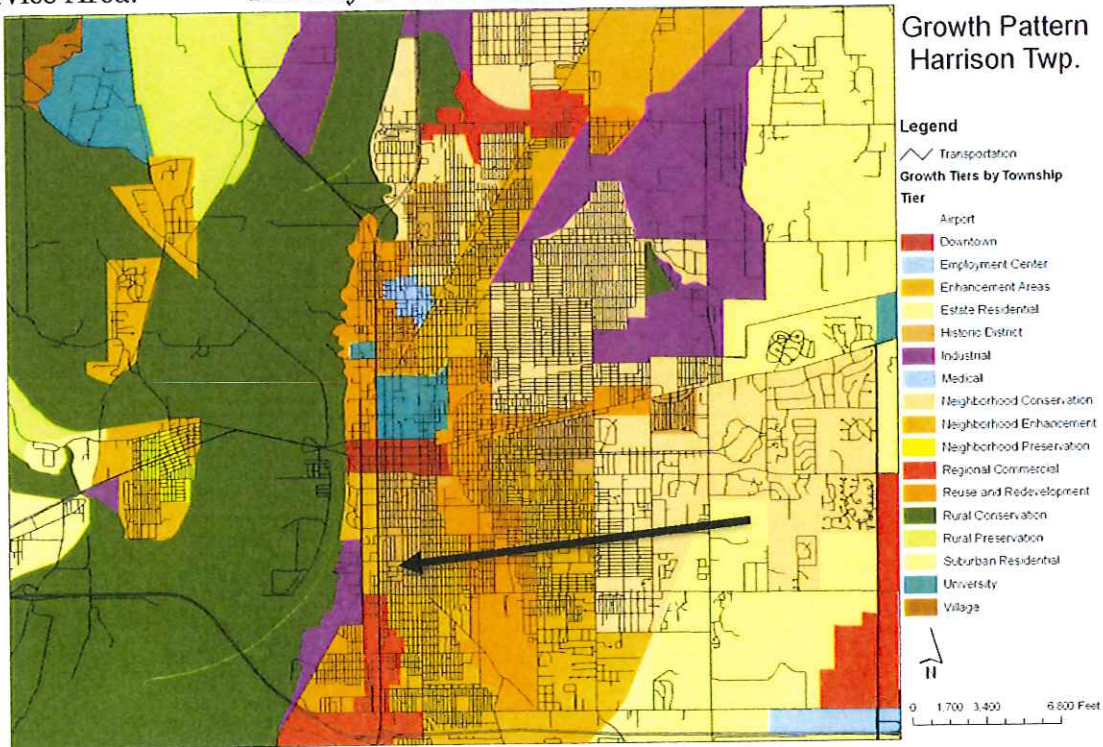 vice Area.
Growth Pattern
Harrison Twp.
Legend
Transportation
Growth Tiers by Township
Tier
Airport
Downtown
Employment Center
Enhancement Areas
Estate Residential
Historic District
Industrial
Medical
Neighborhood Conservation
Neighborhood Enhancement
Neighborhood Preservation
Regional Commercial
Reuse and Redevelopment
Rural Conservation
Rural Preservation
Suburban Residential
University
Village
N
0 1,700 3,400 6,800 Feet